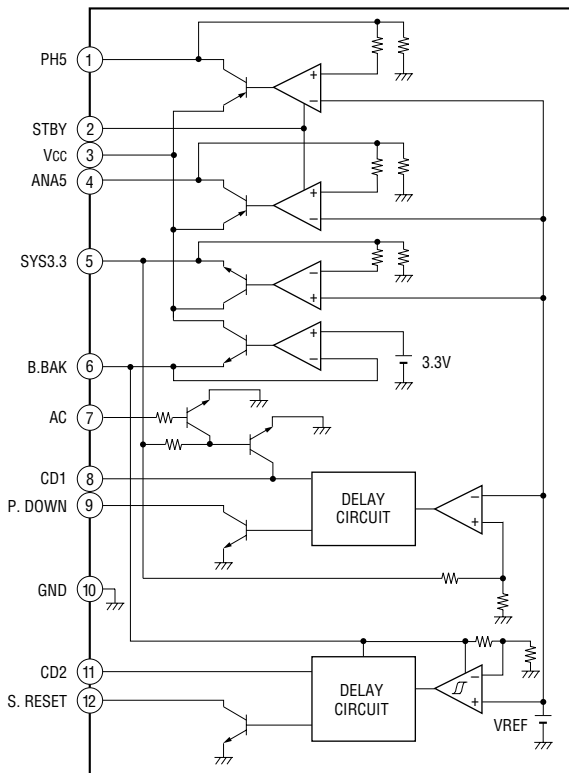 PH5 1
+
−
STBY 2
Vcc 3
ANA5 4
+
−
SYS3.3 5
−
+
+
−
3.3V
B.BAK 6
AC 7
CD1 8
DELAY
CIRCUIT
−
+
P. DOWN 9
GND 10
CD2 11
DELAY
CIRCUIT
−
+
S. RESET 12
VREF